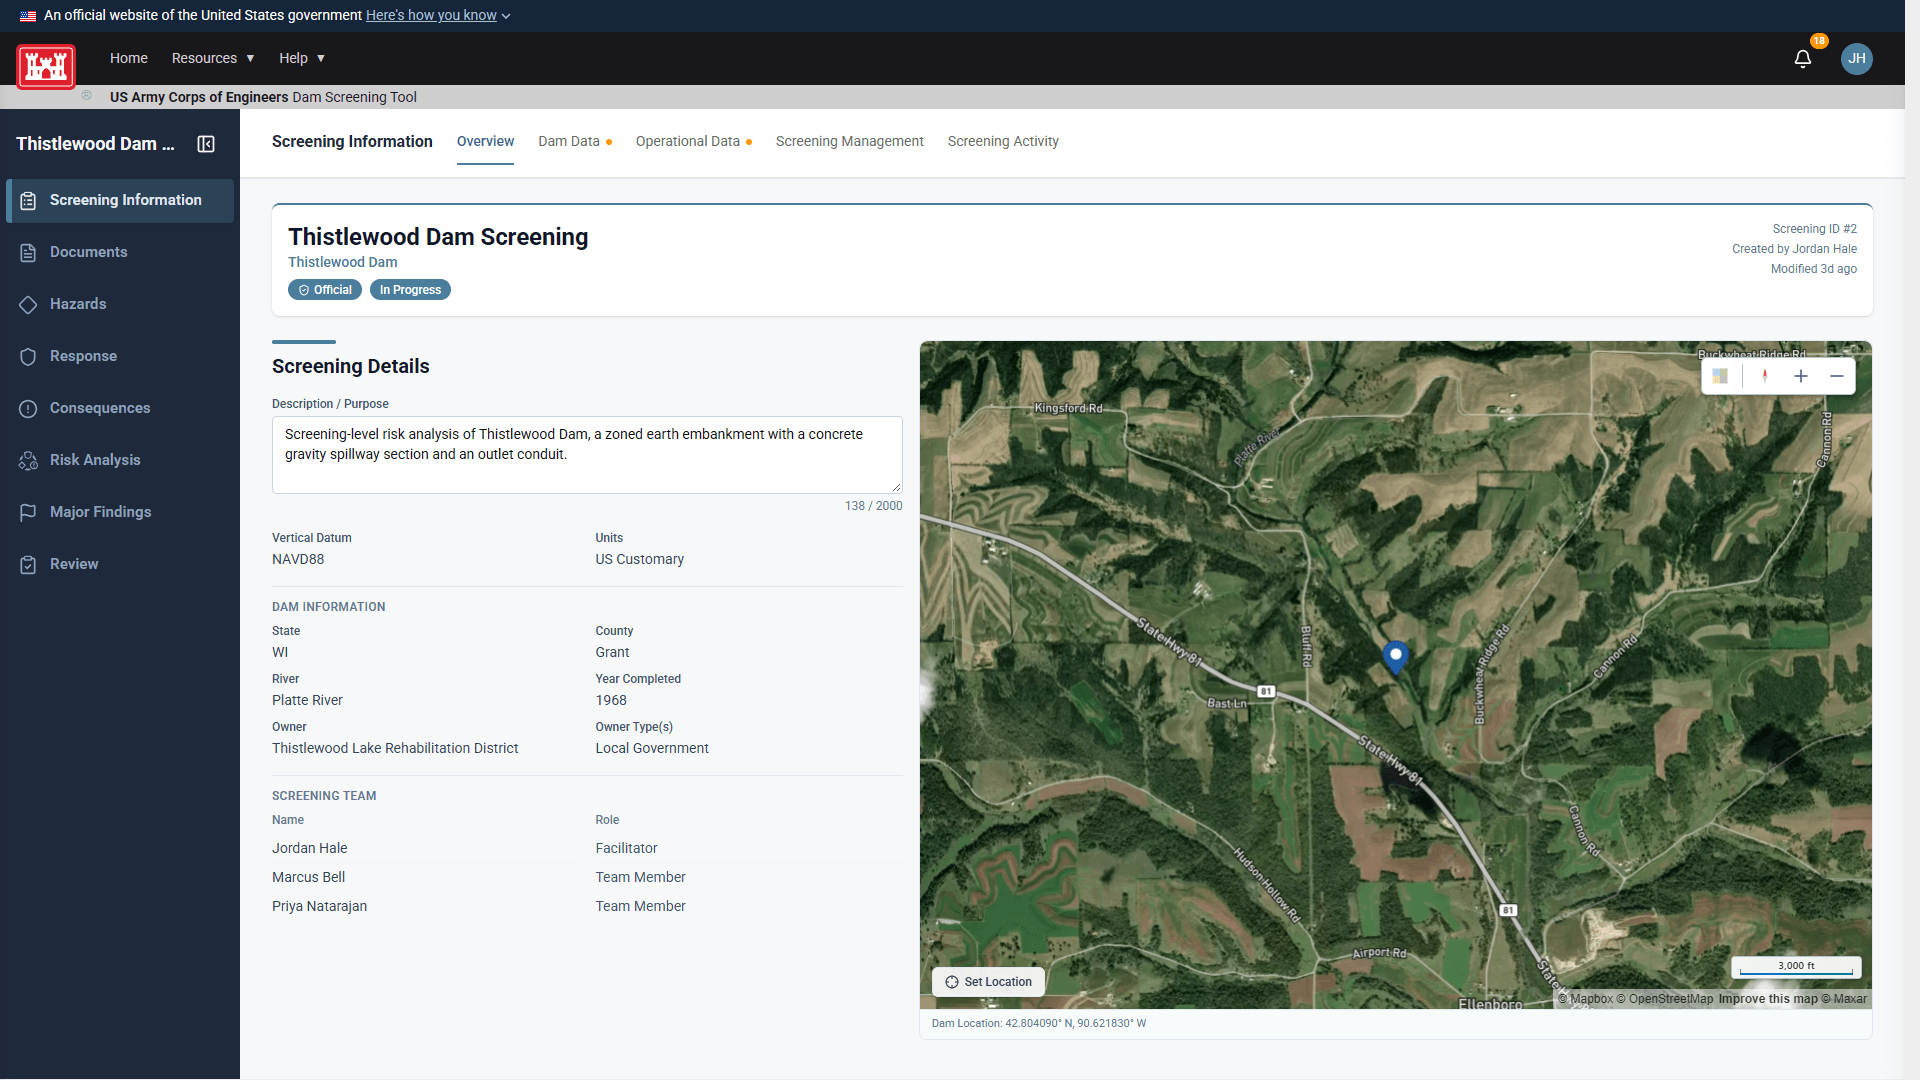 An official website of the United States government Here's how you know
Home Resources Help
18
JH
US Army Corps of Engineers Dam Screening Tool
Thistlewood Dam ...
Screening Information
Documents
Hazards
Response
Consequences
Risk Analysis
Major Findings
Review
Screening Information Overview Dam Data Operational Data Screening Management Screening Activity
Thistlewood Dam Screening
Thistlewood Dam
Official In Progress
Screening ID #2
Created by Jordan Hale
Modified 3d ago
Screening Details
Description / Purpose
Screening-level risk analysis of Thistlewood Dam, a zoned earth embankment with a concrete
gravity spillway section and an outlet conduit.
138 / 2000
Vertical Datum Units
NAVD88 US Customary
DAM INFORMATION
State County
WI Grant
River Year Completed
Platte River 1968
Owner Owner Type(s)
Thistlewood Lake Rehabilitation District Local Government
SCREENING TEAM
Name Role
Jordan Hale Facilitator
Marcus Bell Team Member
Priya Natarajan Team Member
Buckwheat Ridge Rd
Kingsford Rd
Platte River
Cannon Rd
State Hwy 81
Bluff Rd
Buckwheat Ridge Rd
Cannon Rd
81
Bast Ln
State Hwy 81
Cannon Rd
Hudson Hollow Rd
81
Airport Rd
State Hwy 81
Ellenboro
3,000 ft
Set Location
© Mapbox © OpenStreetMap Improve this map © Maxar
Dam Location: 42.804090° N, 90.621830° W